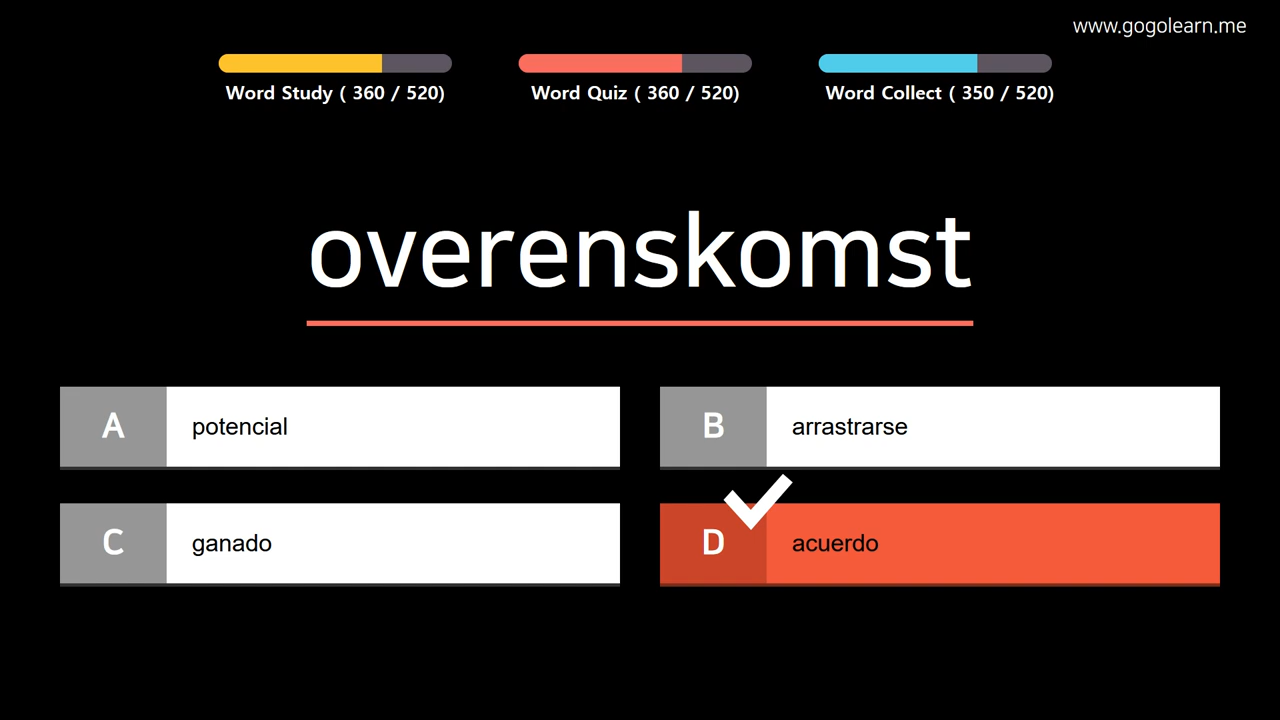 www.gogolearn.me
Word Study ( 360 / 520)
Word Quiz ( 360 / 520)
Word Collect ( 350 / 520)
overenskomst
A potencial
B arrastrarse
C ganado
D acuerdo